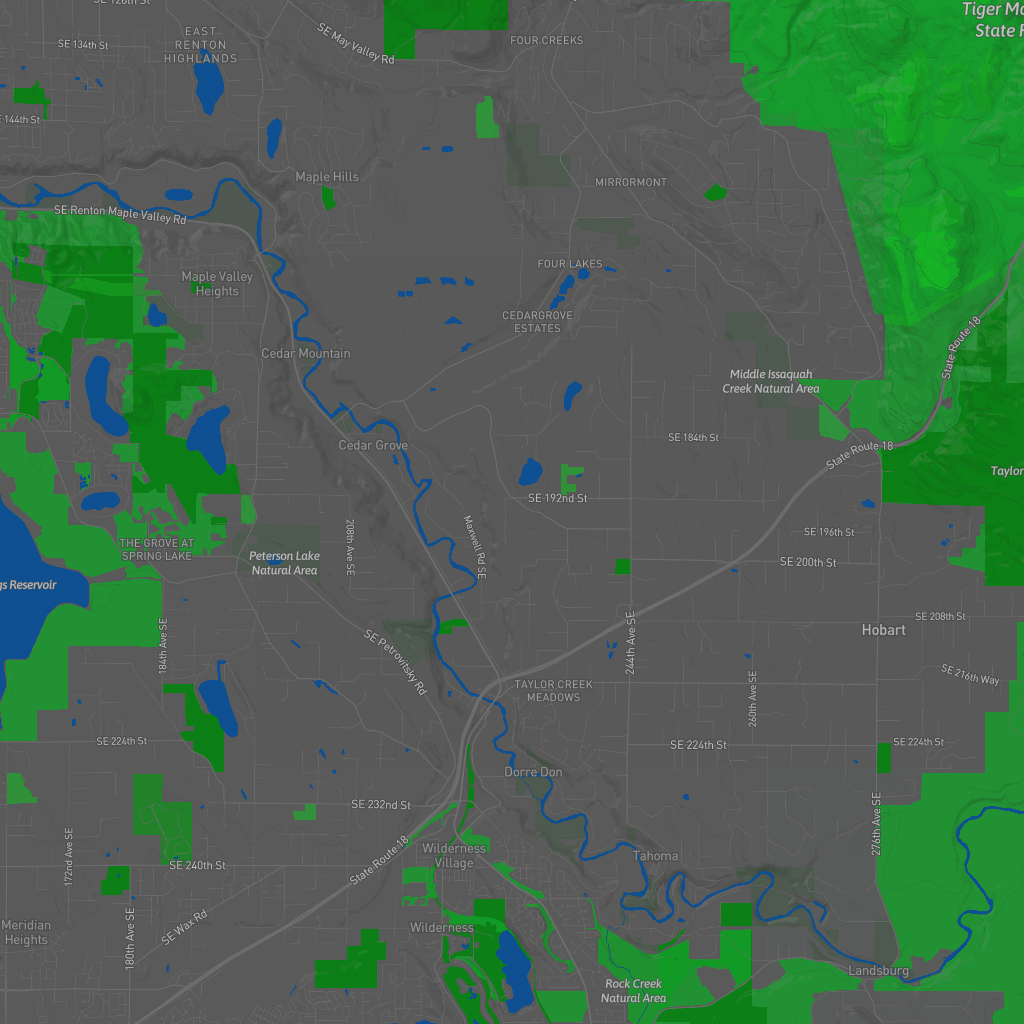 SE 126th St
Tiger Mo
State F
SE May Valley Rd
EAST
RENTON
HIGHLANDS
SE 134th St
FOUR CREEKS
144th St
Maple Hills
MIRRORMONT
SE Renton Maple Valley Rd
FOUR LAKES
Maple Valley
Heights
CEDARGROVE
ESTATES
State Route 18
Cedar Mountain
Middle Issaquah
Creek Natural Area
SE 184th St
Cedar Grove
State Route 18
Taylor
SE 192nd St
208th Ave SE
Maxwell Rd SE
SE 196th St
THE GROVE AT
SPRING LAKE
Peterson Lake
Natural Area
SE 200th St
gs Reservoir
SE 208th St
Hobart
184th Ave SE
244th Ave SE
SE Petrovitsky Rd
SE 216th Way
TAYLOR CREEK
MEADOWS
260th Ave SE
SE 224th St
SE 224th St
SE 224th St
Dorre Don
SE 232nd St
276th Ave SE
172nd Ave SE
State Route 18
Wilderness
Village
Tahoma
SE 240th St
Meridian
Heights
180th Ave SE
SE Wax Rd
Wilderness
Landsburg
Rock Creek
Natural Area